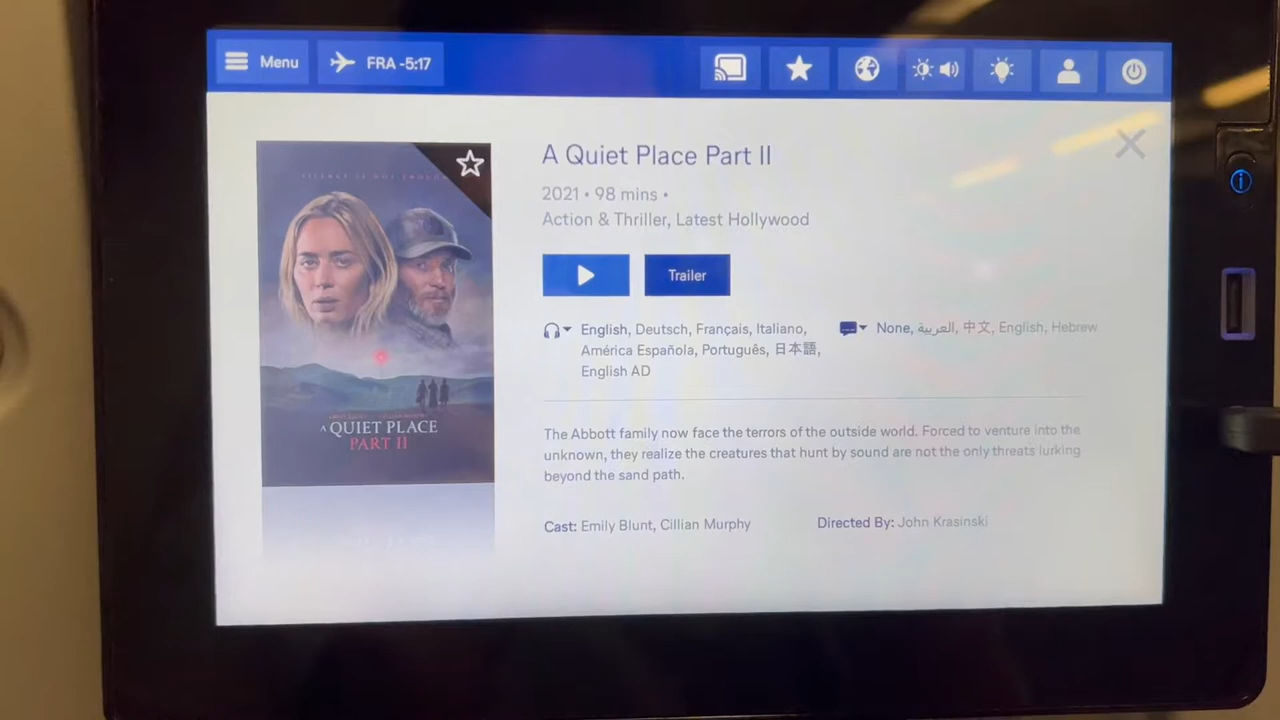 Menu
FRA -5:17
A Quiet Place Part II
2021 • 98 mins •
Action & Thriller, Latest Hollywood
Trailer
English, Deutsch, Français, Italiano,
América Española, Português, 日本語,
English AD
None, العربية, 中文, English, Hebrew
SILENCE IS NOT ENOUGH
A QUIET PLACE
PART II
The Abbott family now face the terrors of the outside world. Forced to venture into the
unknown, they realize the creatures that hunt by sound are not the only threats lurking
beyond the sand path.
Cast: Emily Blunt, Cillian Murphy
Directed By: John Krasinski